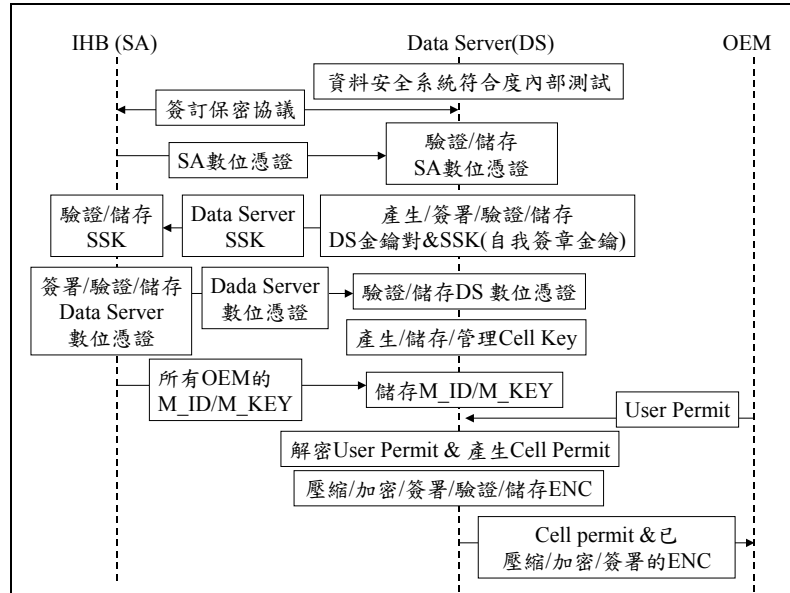 IHB (SA)
Data Server(DS)
OEM
資料安全系統符合度內部測試
簽訂保密協議
SA數位憑證
驗證/儲存
SA數位憑證
驗證/儲存
SSK
Data Server
SSK
產生/簽署/驗證/儲存
DS金鑰對&SSK(自我簽章金鑰)
簽署/驗證/儲存
Data Server
數位憑證
Dada Server
數位憑證
驗證/儲存DS 數位憑證
產生/儲存/管理Cell Key
所有OEM的
M_ID/M_KEY
儲存M_ID/M_KEY
User Permit
解密User Permit & 產生Cell Permit
壓縮/加密/簽署/驗證/儲存ENC
Cell permit &已
壓縮/加密/簽署的ENC